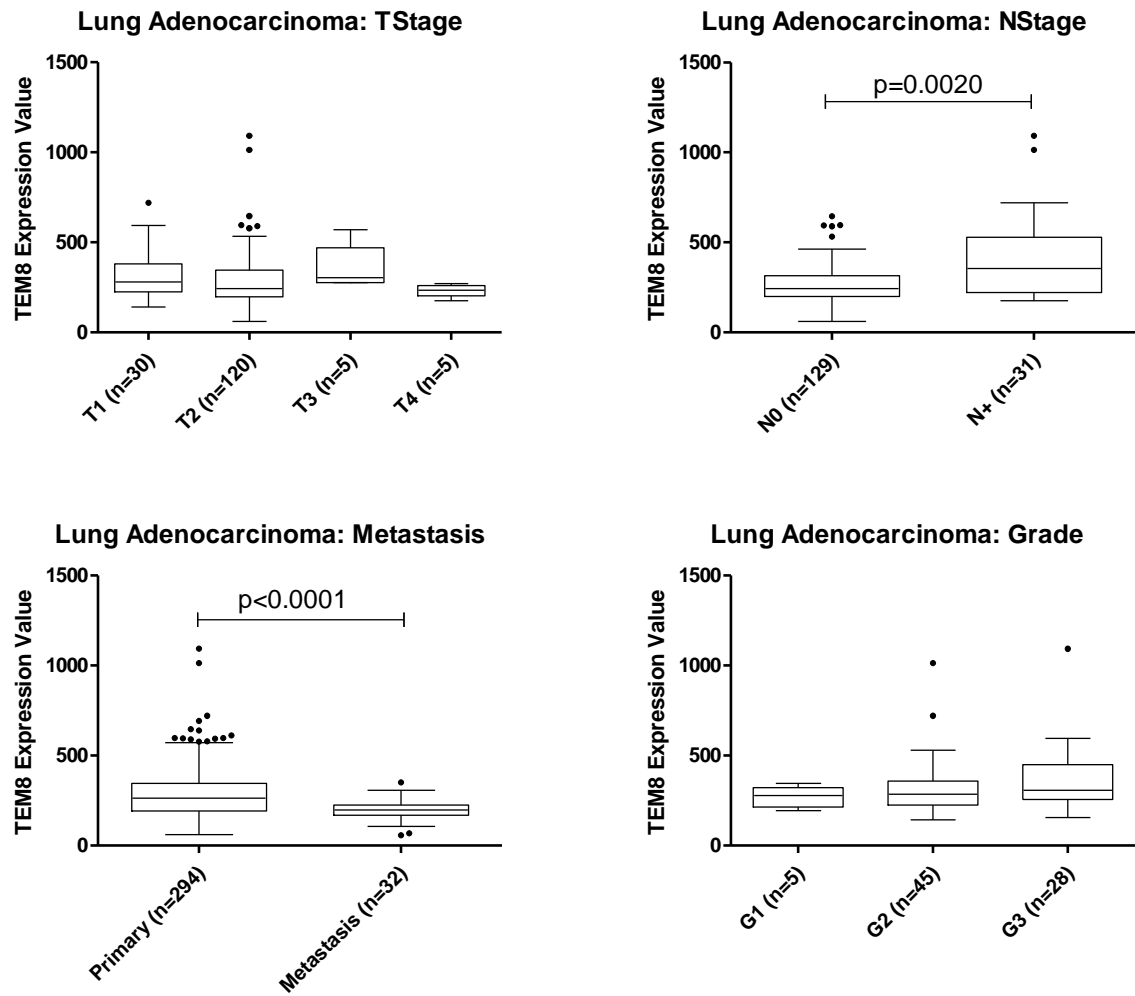 Lung Adenocarcinoma: TStage
TEM8 Expression Value
1500
1000
500
0
T1 (n=30)
T2 (n=120)
T3 (n=5)
T4 (n=5)
Lung Adenocarcinoma: NStage
TEM8 Expression Value
1500
1000
500
0
p=0.0020
N0 (n=129)
N+ (n=31)
Lung Adenocarcinoma: Metastasis
TEM8 Expression Value
1500
1000
500
0
p<0.0001
Primary (n=294)
Metastasis (n=32)
Lung Adenocarcinoma: Grade
TEM8 Expression Value
1500
1000
500
0
G1 (n=5)
G2 (n=45)
G3 (n=28)